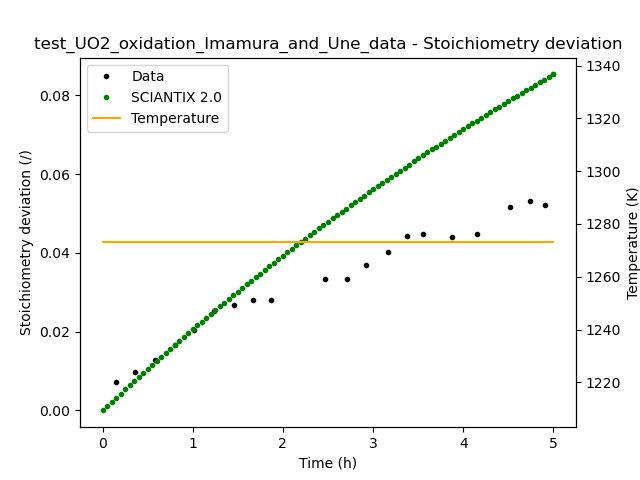 test_UO2_oxidation_Imamura_and_Une_data - Stoichiometry deviation
Data
SCIANTIX 2.0
Temperature
Stoichiometry deviation (/)
0.08
0.06
0.04
0.02
0.00
1340
1320
1300
1280
1260
1240
1220
Temperature (K)
0 1 2 3 4 5
Time (h)